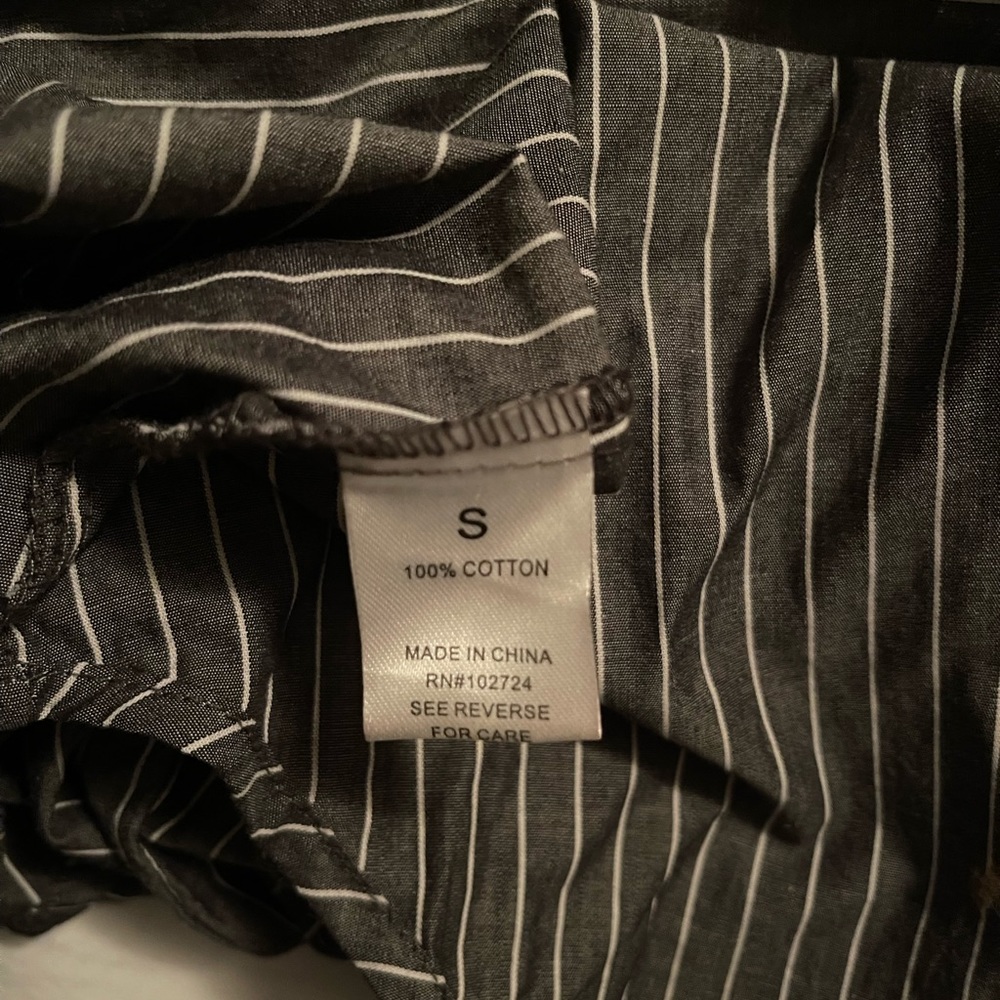 S
100% COTTON
MADE IN CHINA
RN#102724
SEE REVERSE
FOR CARE